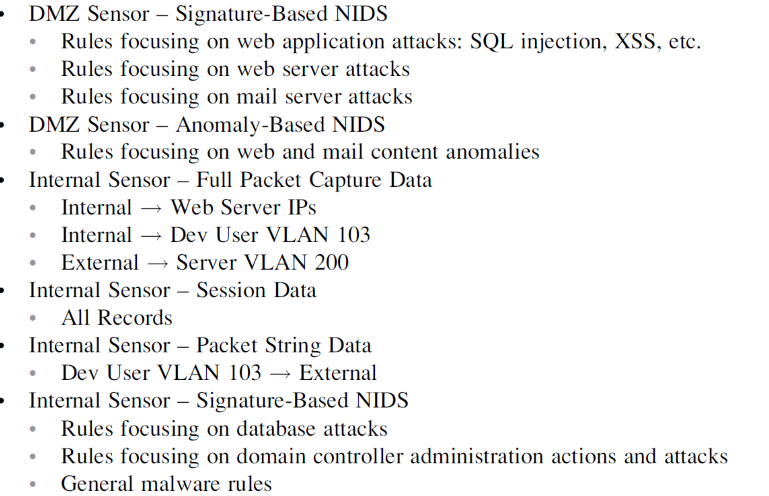 • DMZ Sensor – Signature-Based NIDS
• Rules focusing on web application attacks: SQL injection, XSS, etc.
• Rules focusing on web server attacks
• Rules focusing on mail server attacks
• DMZ Sensor – Anomaly-Based NIDS
• Rules focusing on web and mail content anomalies
• Internal Sensor – Full Packet Capture Data
• Internal → Web Server IPs
• Internal → Dev User VLAN 103
• External → Server VLAN 200
• Internal Sensor – Session Data
• All Records
• Internal Sensor – Packet String Data
• Dev User VLAN 103 → External
• Internal Sensor – Signature-Based NIDS
• Rules focusing on database attacks
• Rules focusing on domain controller administration actions and attacks
• General malware rules